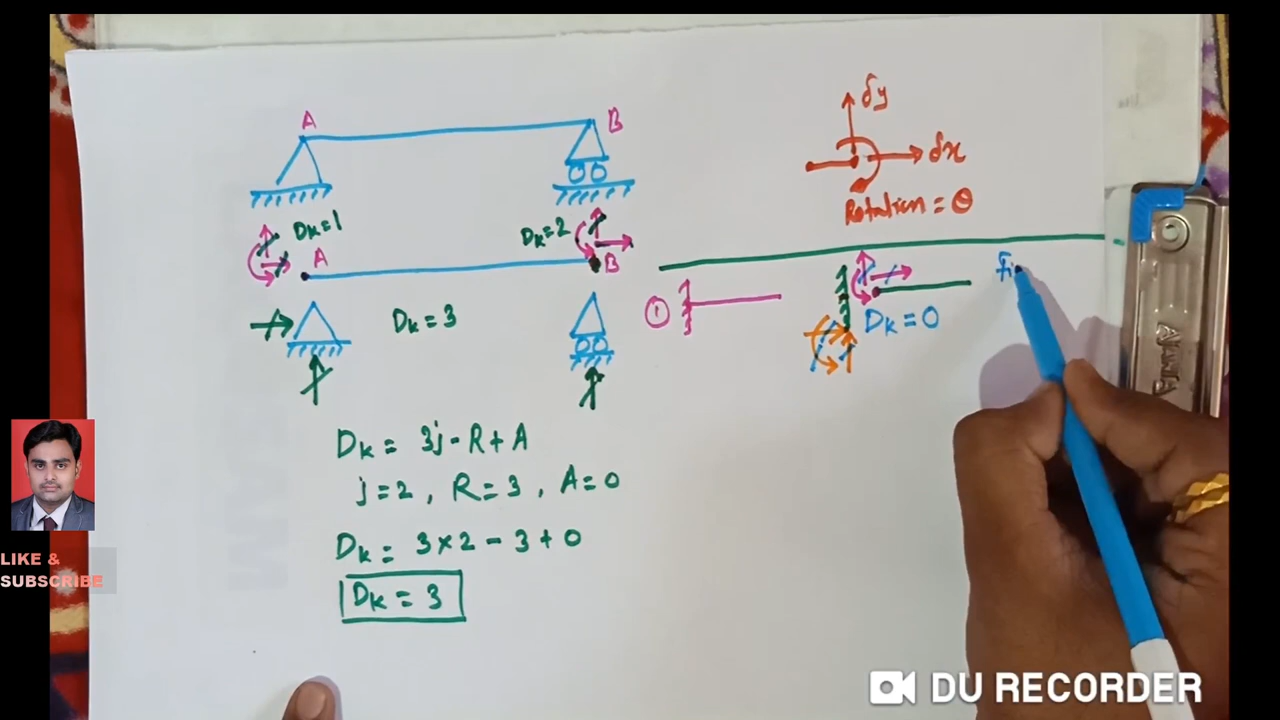 A
B
Dk=1
Dk=2
A
B
Dk = 3
Dk = 3j - R + A
j=2, R=3, A=0
Dk = 3×2 - 3 + 0
Dk = 3
δy
δx
Rotation = θ
1
Dk = 0
Fi
LIKE &
SUBSCRIBE
DU RECORDER